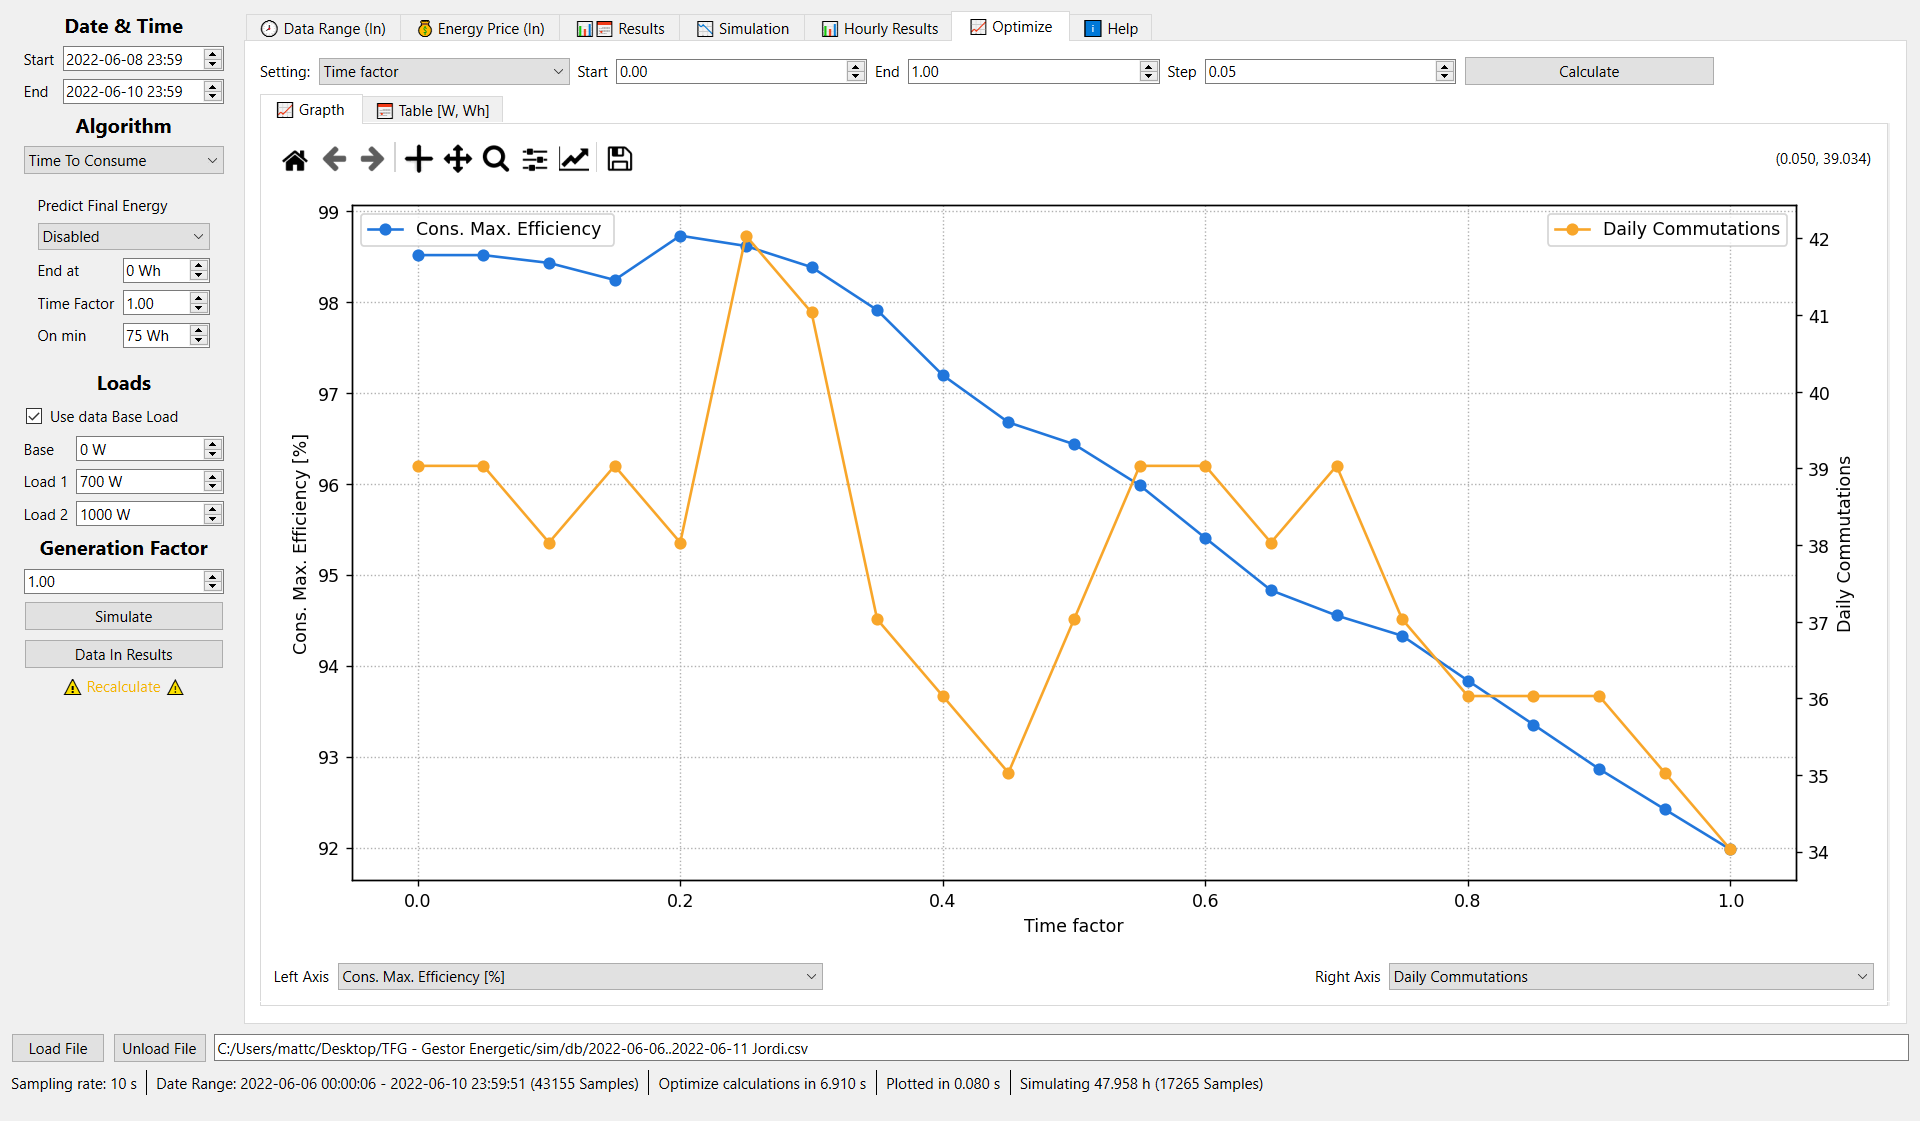 Date & Time
Start 2022-06-08 23:59
End 2022-06-10 23:59
Algorithm
Time To Consume
Predict Final Energy
Disabled
End at 0 Wh
Time Factor 1.00
On min 75 Wh
Loads
Use data Base Load
Base 0 W
Load 1 700 W
Load 2 1000 W
Generation Factor
1.00
Simulate
Data In Results
Recalculate
Data Range (In) Energy Price (In) Results Simulation Hourly Results Optimize Help
Setting: Time factor Start 0.00 End 1.00 Step 0.05 Calculate
Grapth Table [W, Wh]
(0.050, 39.034)
Cons. Max. Efficiency
Daily Commutations
Cons. Max. Efficiency [%]
99
98
97
96
95
94
93
92
42
41
40
39
38
37
36
35
34
Daily Commutations
0.0 0.2 0.4 0.6 0.8 1.0
Time factor
Left Axis Cons. Max. Efficiency [%] Right Axis Daily Commutations
Load File Unload File C:/Users/mattc/Desktop/TFG - Gestor Energetic/sim/db/2022-06-06..2022-06-11 Jordi.csv
Sampling rate: 10 s Date Range: 2022-06-06 00:00:06 - 2022-06-10 23:59:51 (43155 Samples) Optimize calculations in 6.910 s Plotted in 0.080 s Simulating 47.958 h (17265 Samples)